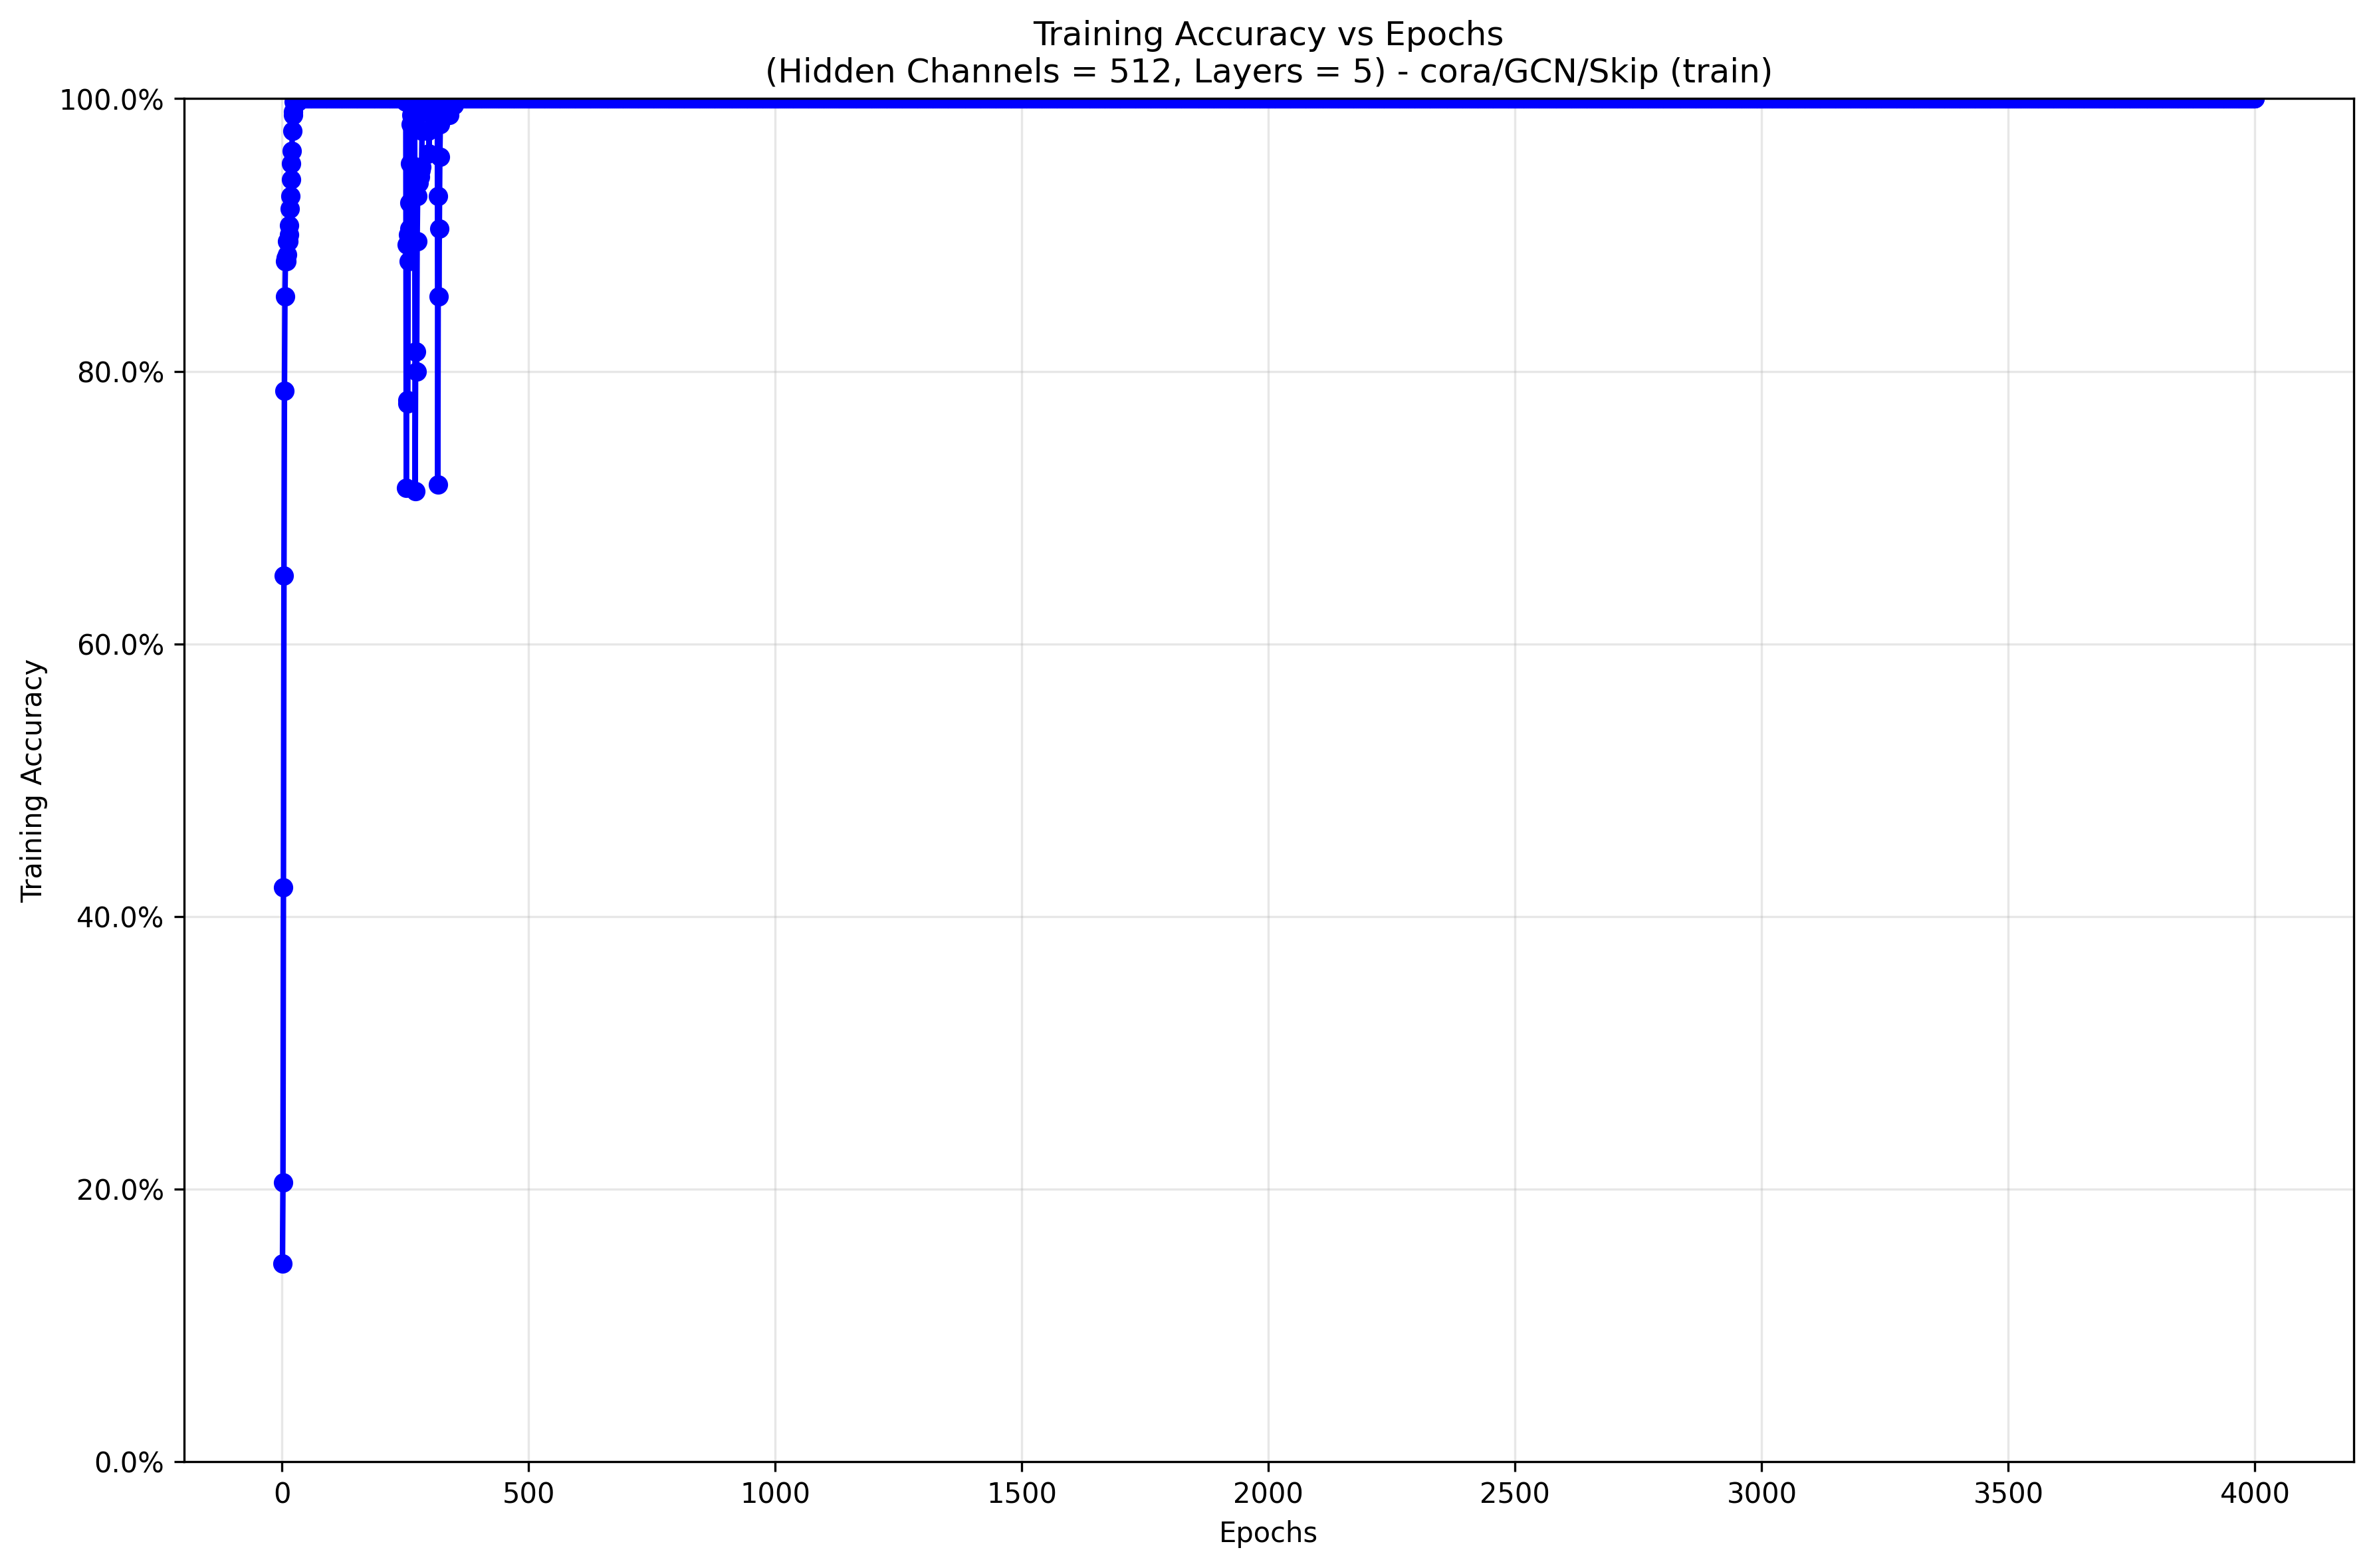 Training Accuracy vs Epochs
(Hidden Channels = 512, Layers = 5) - cora/GCN/Skip (train)
Training Accuracy
100.0%
80.0%
60.0%
40.0%
20.0%
0.0%
0 500 1000 1500 2000 2500 3000 3500 4000
Epochs